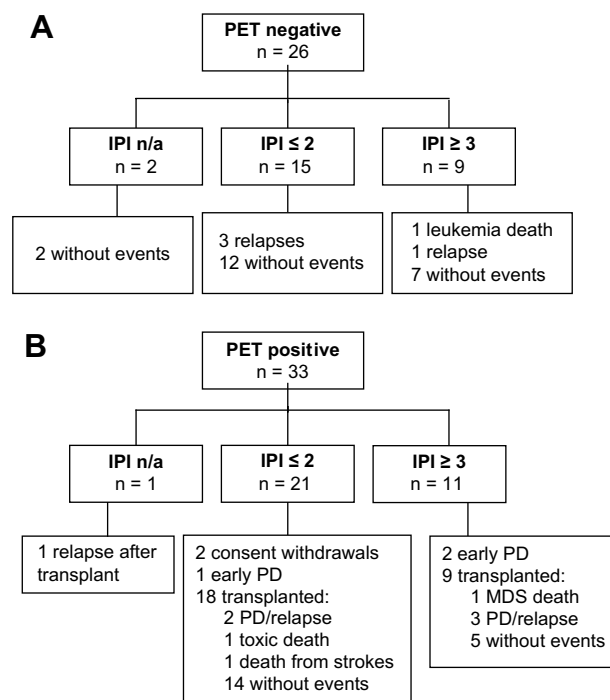 A
PET negative
n = 26
IPI n/a
n = 2
IPI ≤ 2
n = 15
IPI ≥ 3
n = 9
2 without events
3 relapses
12 without events
1 leukemia death
1 relapse
7 without events
B
PET positive
n = 33
IPI n/a
n = 1
IPI ≤ 2
n = 21
IPI ≥ 3
n = 11
1 relapse after
transplant
2 consent withdrawals
1 early PD
18 transplanted:
2 PD/relapse
1 toxic death
1 death from strokes
14 without events
2 early PD
9 transplanted:
1 MDS death
3 PD/relapse
5 without events